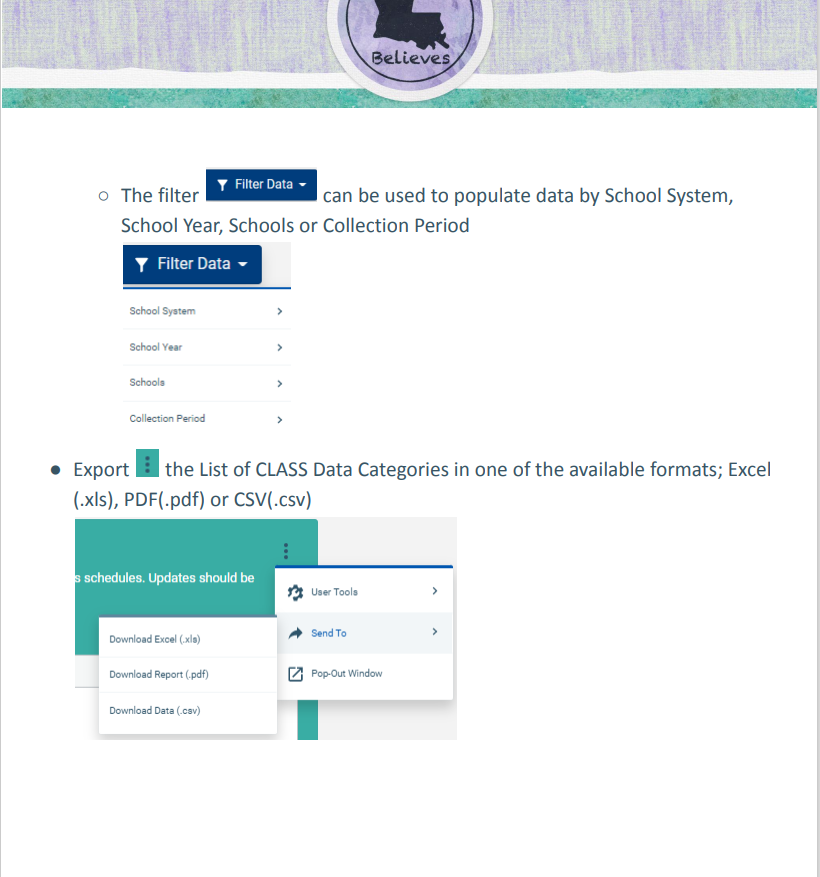 Believes
The filter Filter Data can be used to populate data by School System,
School Year, Schools or Collection Period
Filter Data
School System
School Year
Schools
Collection Period
Export the List of CLASS Data Categories in one of the available formats; Excel
(.xls), PDF(.pdf) or CSV(.csv)
s schedules. Updates should be
User Tools
Send To
Pop-Out Window
Download Excel (.xls)
Download Report (.pdf)
Download Data (.csv)